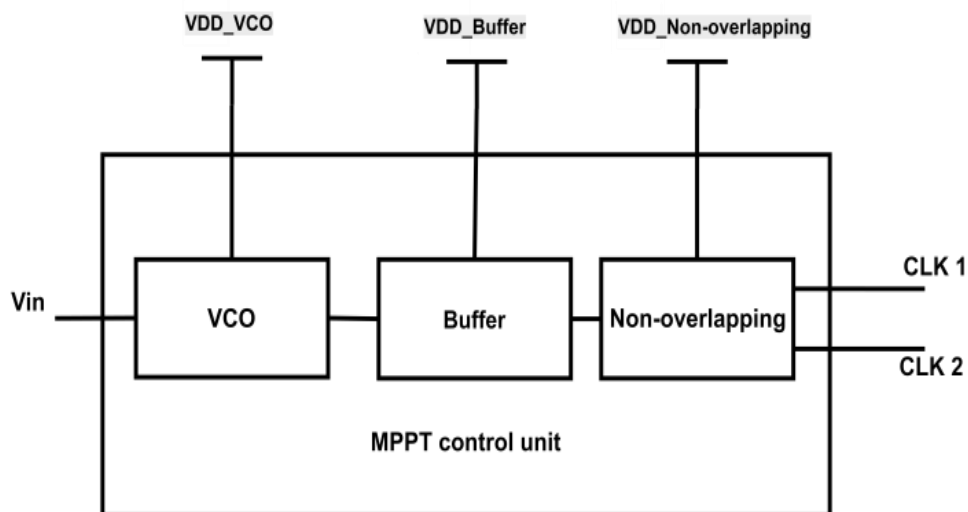 VDD_VCO
VDD_Buffer
VDD_Non-overlapping
Vin
VCO
Buffer
Non-overlapping
CLK 1
CLK 2
MPPT control unit